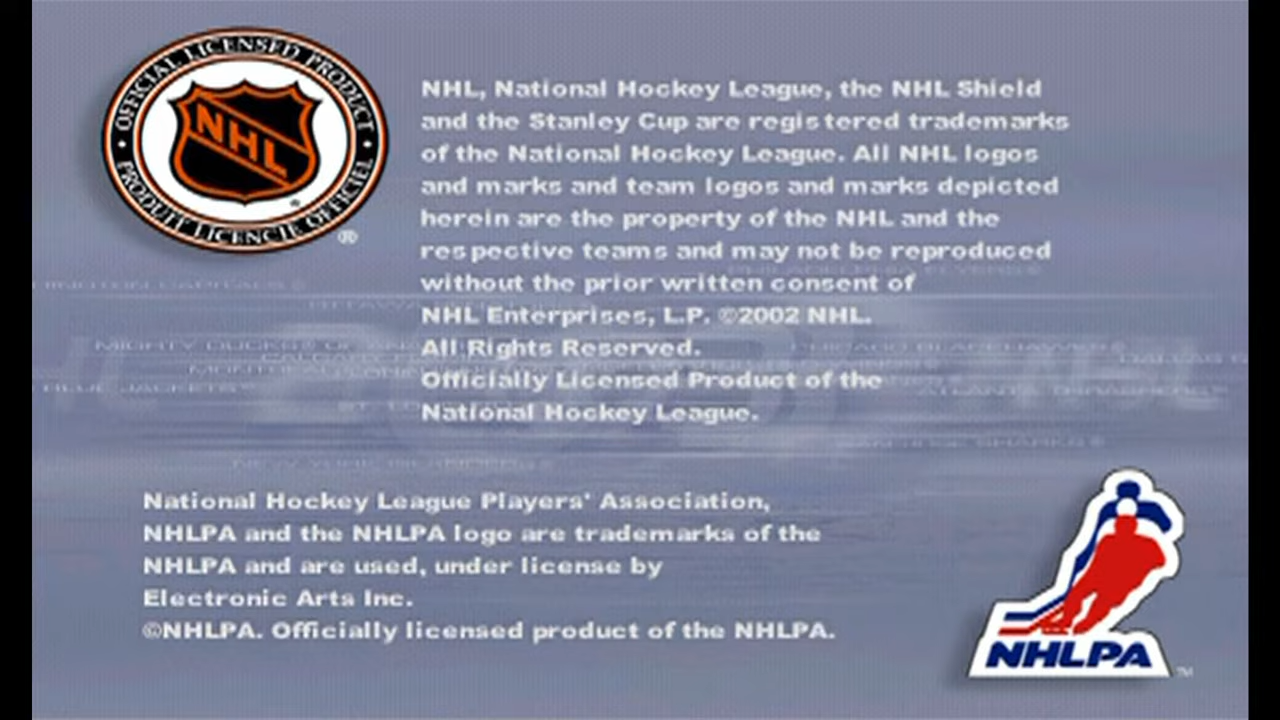 OFFICIAL LICENSED PRODUCT
NHL
PRODUIT LICENCIE OFFICIEL
®
NHL, National Hockey League, the NHL Shield
and the Stanley Cup are registered trademarks
of the National Hockey League. All NHL logos
and marks and team logos and marks depicted
herein are the property of the NHL and the
respective teams and may not be reproduced
without the prior written consent of
NHL Enterprises, L.P. ©2002 NHL.
All Rights Reserved.
Officially Licensed Product of the
National Hockey League.
National Hockey League Players' Association,
NHLPA and the NHLPA logo are trademarks of the
NHLPA and are used, under license by
Electronic Arts Inc.
©NHLPA. Officially licensed product of the NHLPA.
NHLPA
™